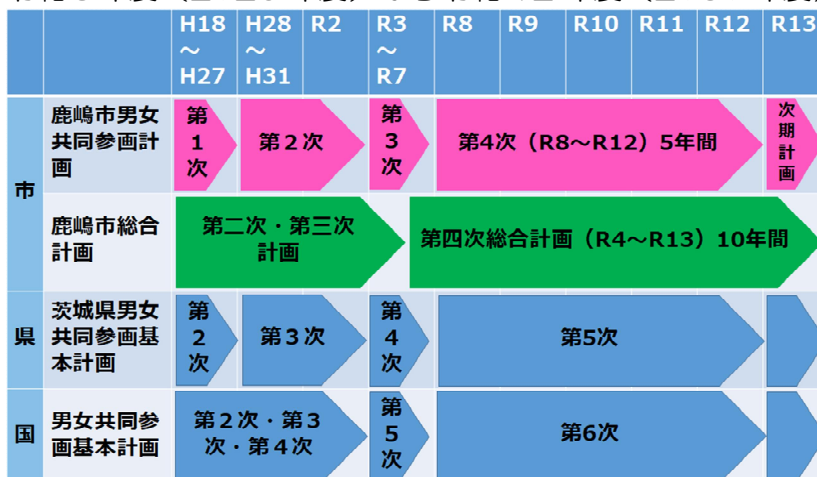 H18
～
H27
H28
～
H31
R2
R3
～
R7
R8
R9
R10
R11
R12
R13
市
鹿嶋市男女
共同参画計
画
第
1
次
第２次
第
3
次
第4次（R8～R12）5年間
次
期
計
画
鹿嶋市総合
計画
第二次・第三次
計画
第四次総合計画（R4～R13）10年間
県
茨城県男女
共同参画基
本計画
第
2
次
第３次
第
4
次
第5次
国
男女共同参
画基本計画
第２次・第３
次・第４次
第
5
次
第6次